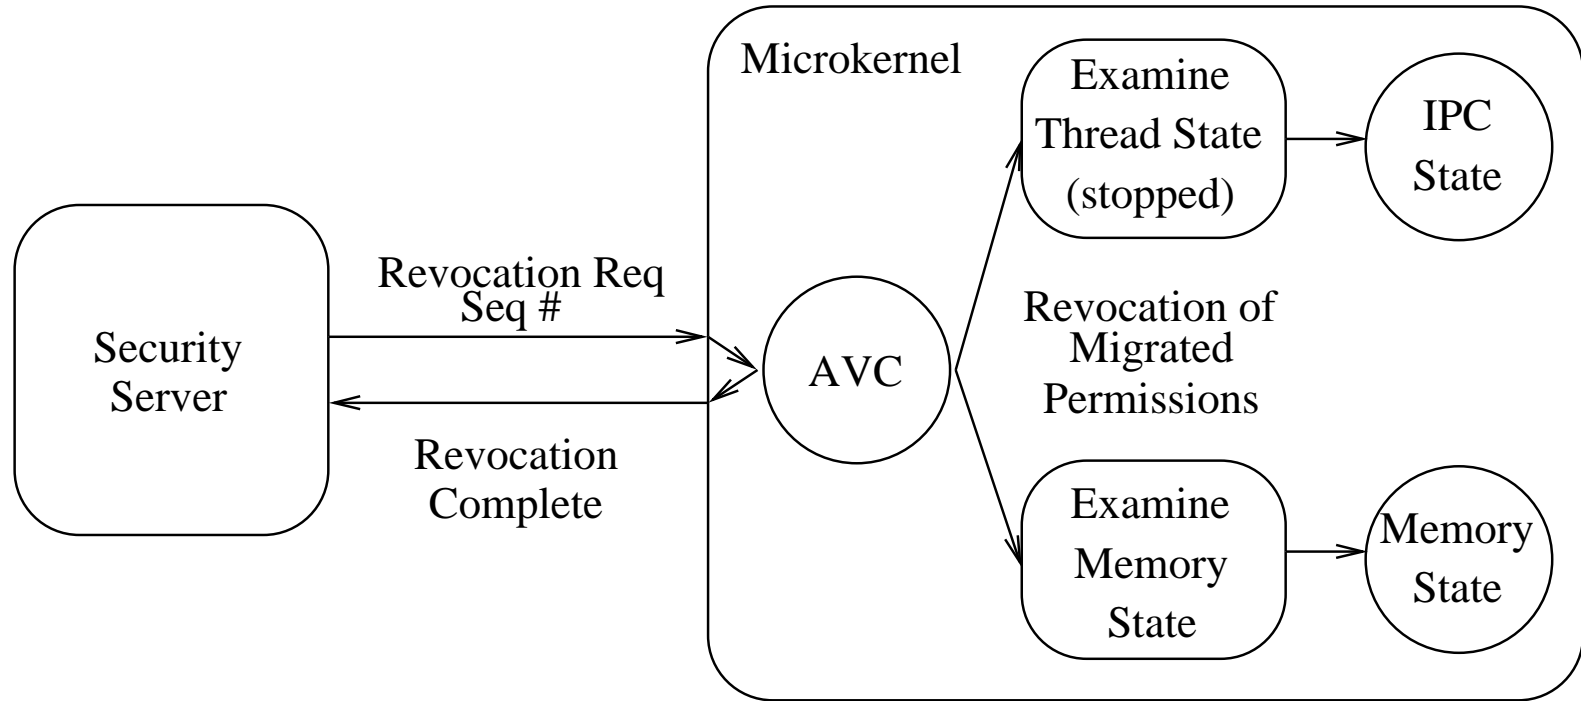 Microkernel
Examine
Thread State
(stopped)
IPC
State
Revocation Req
Seq #
Security
Server
AVC
Revocation of
Migrated
Permissions
Revocation
Complete
Examine
Memory
State
Memory
State